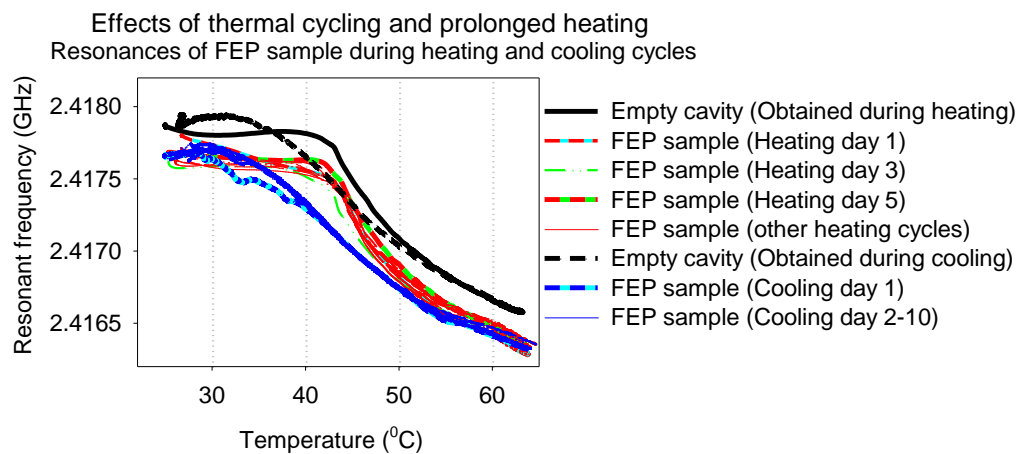 Effects of thermal cycling and prolonged heating
Resonances of FEP sample during heating and cooling cycles
Resonant frequency (GHz)
2.4180
2.4175
2.4170
2.4165
30 40 50 60
Temperature (⁰C)
Empty cavity (Obtained during heating)
FEP sample (Heating day 1)
FEP sample (Heating day 3)
FEP sample (Heating day 5)
FEP sample (other heating cycles)
Empty cavity (Obtained during cooling)
FEP sample (Cooling day 1)
FEP sample (Cooling day 2-10)